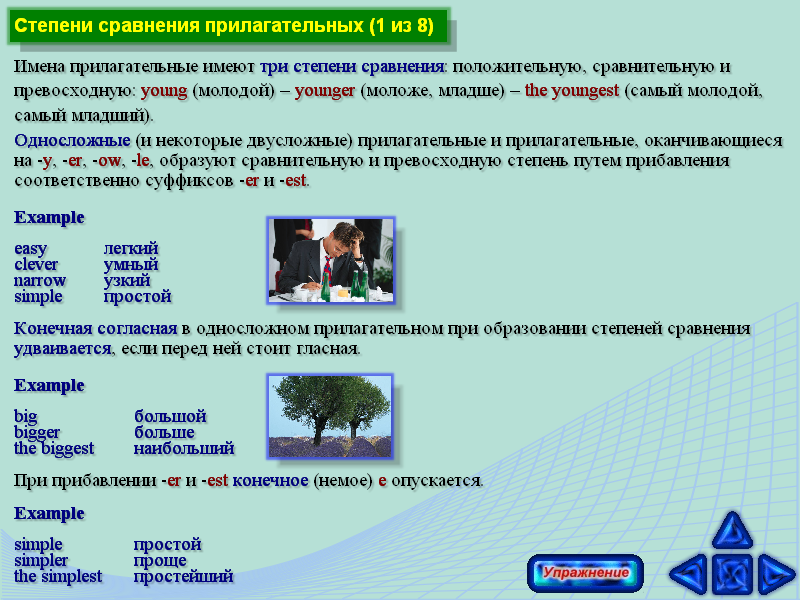 Степени сравнения прилагательных (1 из 8)
Имена прилагательные имеют три степени сравнения: положительную, сравнительную и
превосходную: young (молодой) – younger (моложе, младше) – the youngest (самый молодой,
самый младший).
Односложные (и некоторые двусложные) прилагательные и прилагательные, оканчивающиеся
на -y, -er, -ow, -le, образуют сравнительную и превосходную степень путем прибавления
соответственно суффиксов -er и -est.
Example
easy легкий
clever умный
narrow узкий
simple простой
Конечная согласная в односложном прилагательном при образовании степеней сравнения
удваивается, если перед ней стоит гласная.
Example
big большой
bigger больше
the biggest наибольший
При прибавлении -er и -est конечное (немое) е опускается.
Example
simple простой
simpler проще
the simplest простейший
Упражнение